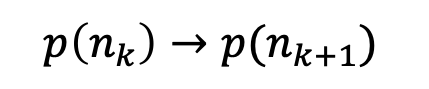 p(n_k) → p(n_{k+1})